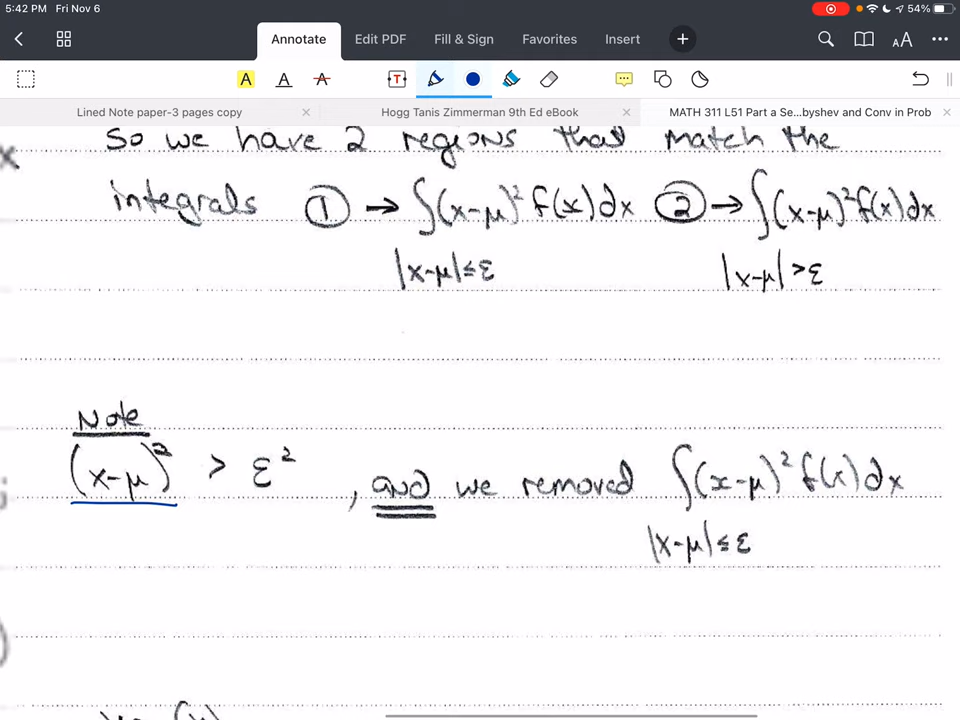 5:42 PM Fri Nov 6 54%
Annotate Edit PDF Fill & Sign Favorites Insert
Lined Note paper-3 pages copy × Hogg Tanis Zimmerman 9th Ed eBook × MATH 311 L51 Part a Se...byshev and Conv in Prob ×
So we have 2 regions that match the
integrals ① → ∫(x-μ)² f(x)dx ② → ∫(x-μ)² f(x)dx
|x-μ|≤ε |x-μ|>ε
Note
(x-μ)² > ε² , and we removed ∫(x-μ)² f(x)dx
|x-μ|≤ε